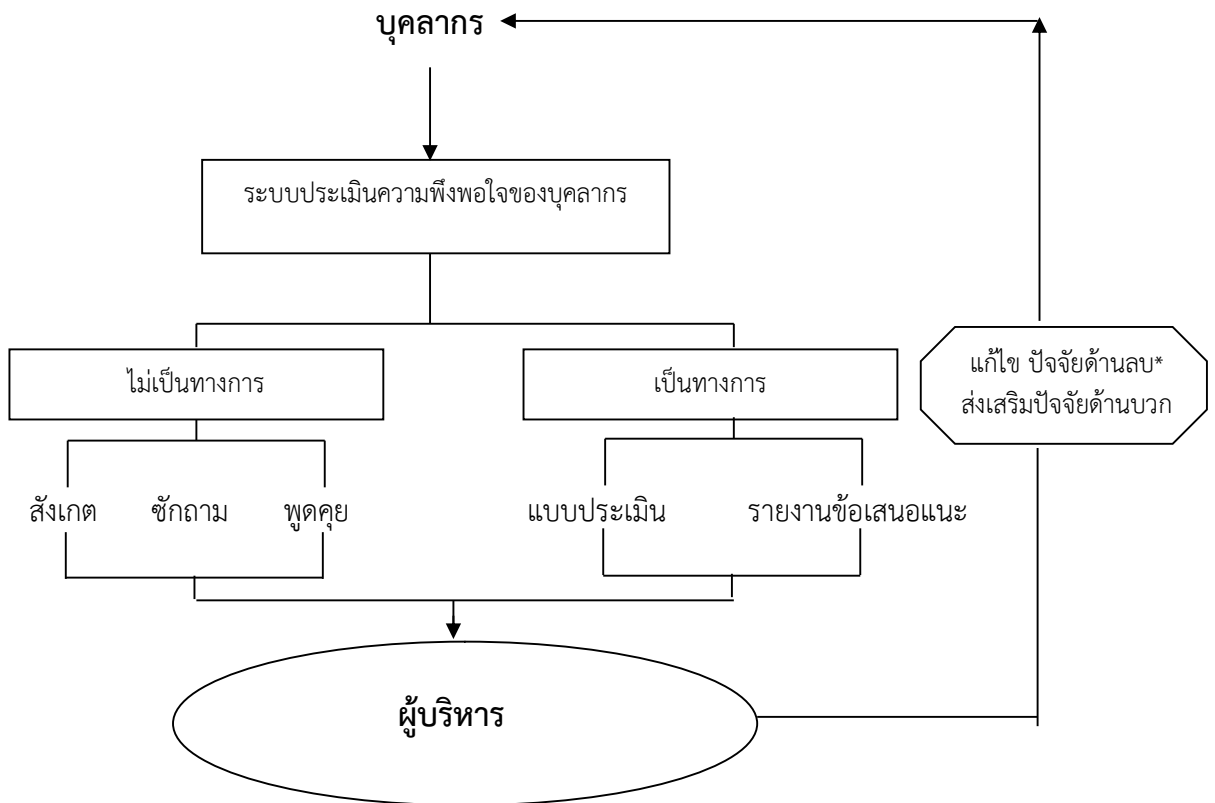 บุคลากร
ระบบประเมินความพึงพอใจของบุคลากร
ไม่เป็นทางการ
เป็นทางการ
แก้ไข ปัจจัยด้านลบ*
ส่งเสริมปัจจัยด้านบวก
สังเกต ซักถาม พูดคุย
แบบประเมิน รายงานข้อเสนอแนะ
ผู้บริหาร